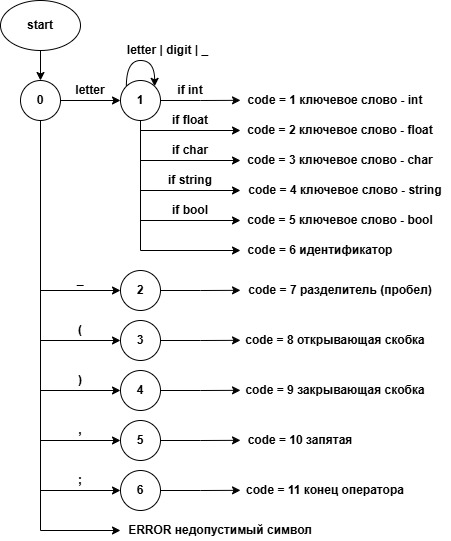 start
letter | digit | _
0
letter
1
if int
code = 1 ключевое слово - int
if float
code = 2 ключевое слово - float
if char
code = 3 ключевое слово - char
if string
code = 4 ключевое слово - string
if bool
code = 5 ключевое слово - bool
code = 6 идентификатор
_
2
code = 7 разделитель (пробел)
(
3
code = 8 открывающая скобка
)
4
code = 9 закрывающая скобка
,
5
code = 10 запятая
;
6
code = 11 конец оператора
ERROR недопустимый символ